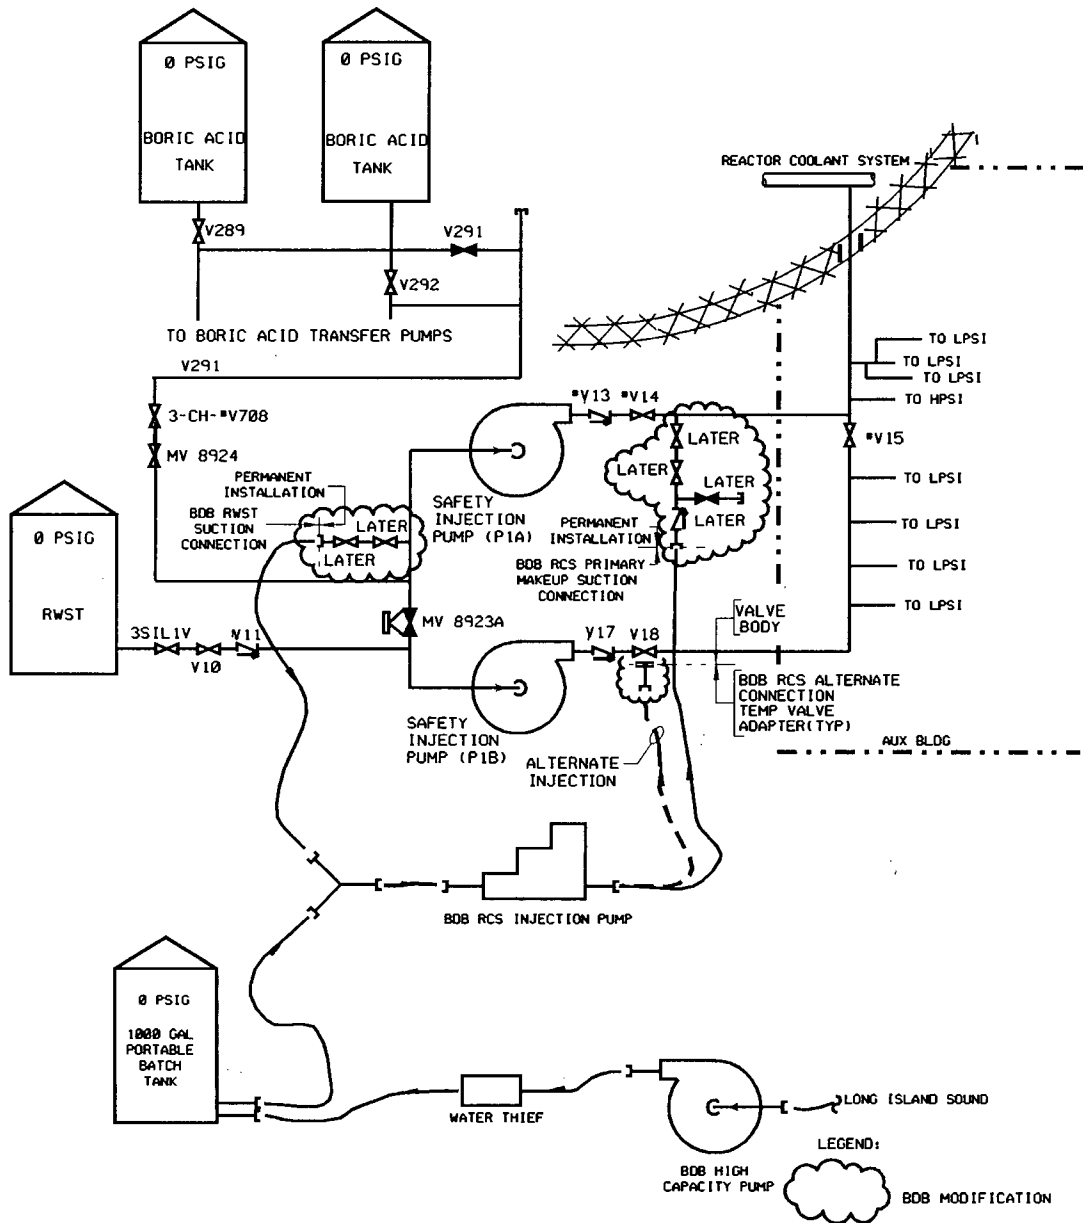 0 PSIG
BORIC ACID
TANK
0 PSIG
BORIC ACID
TANK
REACTOR COOLANT SYSTEM
V289
V291
V292
TO BORIC ACID TRANSFER PUMPS
V291
3-CH-*V708
MV 8924
PERMANENT
INSTALLATION
BDB RWST
SUCTION
CONNECTION
LATER
LATER
SAFETY
INJECTION
PUMP (P1A)
*V13
*V14
LATER
LATER
LATER
LATER
PERMANENT
INSTALLATION
BDB RCS PRIMARY
MAKEUP SUCTION
CONNECTION
TO LPSI
TO LPSI
TO LPSI
TO HPSI
*V15
TO LPSI
TO LPSI
TO LPSI
TO LPSI
0 PSIG
RWST
3SIL1V
V10
V11
MV 8923A
V17
V18
VALVE
BODY
BDB RCS ALTERNATE
CONNECTION
TEMP VALVE
ADAPTER(TYP)
SAFETY
INJECTION
PUMP (P1B)
ALTERNATE
INJECTION
AUX BLDG
BDB RCS INJECTION PUMP
0 PSIG
1000 GAL
PORTABLE
BATCH
TANK
WATER THIEF
LONG ISLAND SOUND
BDB HIGH
CAPACITY PUMP
LEGEND:
BDB MODIFICATION